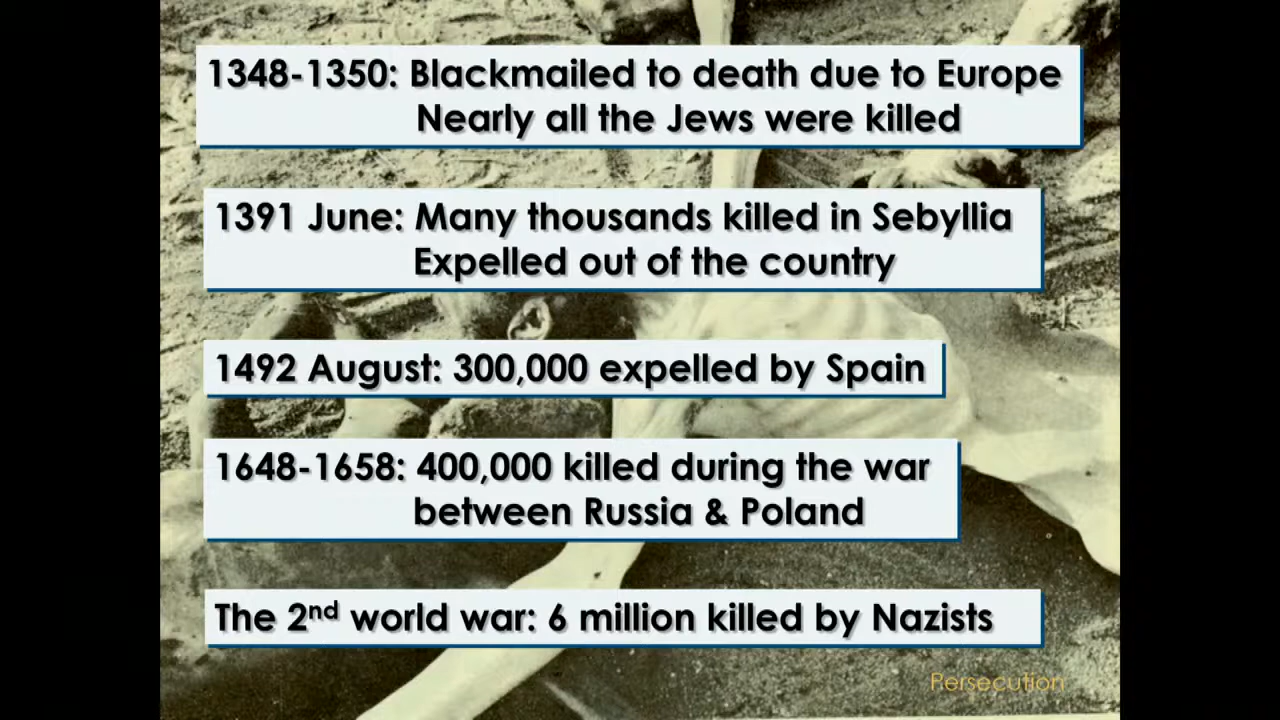 1348-1350: Blackmailed to death due to Europe
Nearly all the Jews were killed
1391 June: Many thousands killed in Sebyllia
Expelled out of the country
1492 August: 300,000 expelled by Spain
1648-1658: 400,000 killed during the war
between Russia & Poland
The 2nd world war: 6 million killed by Nazists
Persecution